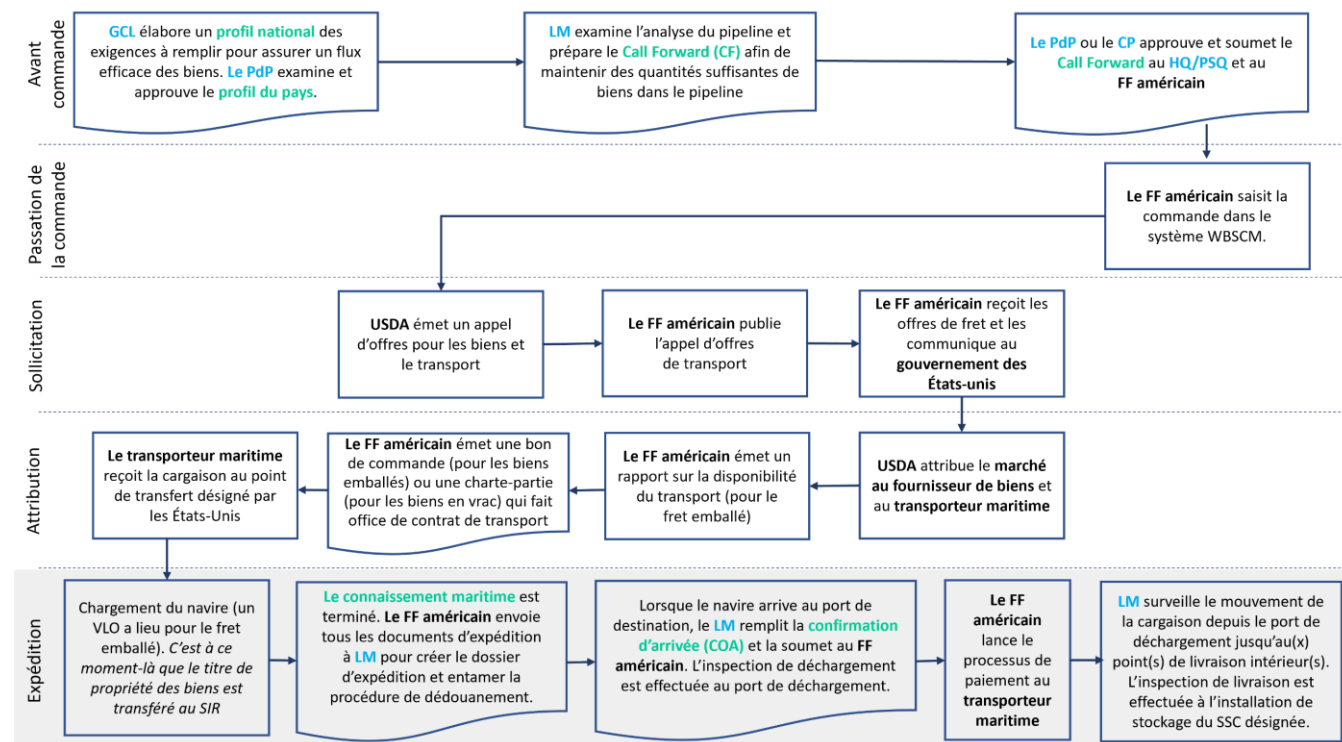 Avant
commande
GCL élabore un profil national des
exigences à remplir pour assurer un flux
efficace des biens. Le PdP examine et
approuve le profil du pays.
LM examine l'analyse du pipeline et
prépare le Call Forward (CF) afin de
maintenir des quantités suffisantes de
biens dans le pipeline
Le PdP ou le CP approuve et soumet le
Call Forward au HQ/PSQ et au
FF américain
Passation de
la commande
Le FF américain saisit la
commande dans le
système WBSCM.
Sollicitation
USDA émet un appel
d'offres pour les biens et
le transport
Le FF américain publie
l'appel d'offres
de transport
Le FF américain reçoit les
offres de fret et les
communique au
gouvernement des
États-unis
Attribution
Le transporteur maritime
reçoit la cargaison au point
de transfert désigné par
les États-Unis
Le FF américain émet une bon
de commande (pour les biens
emballés) ou une charte-partie
(pour les biens en vrac) qui fait
office de contrat de transport
Le FF américain émet un
rapport sur la disponibilité
du transport (pour le
fret emballé)
USDA attribue le marché
au fournisseur de biens et
au transporteur maritime
Expédition
Chargement du navire (un
VLO a lieu pour le fret
emballé). C'est à ce
moment-là que le titre de
propriété des biens est
transféré au SIR
Le connaissement maritime est
terminé. Le FF américain envoie
tous les documents d'expédition
à LM pour créer le dossier
d'expédition et entamer la
procédure de dédouanement.
Lorsque le navire arrive au port de
destination, le LM remplit la confirmation
d'arrivée (COA) et la soumet au FF
américain. L'inspection de déchargement
est effectuée au port de déchargement.
Le FF
américain
lance le
processus de
paiement au
transporteur
maritime
LM surveille le mouvement de
la cargaison depuis le port de
déchargement jusqu'au(x)
point(s) de livraison intérieur(s).
L'inspection de livraison est
effectuée à l'installation de
stockage du SSC désignée.